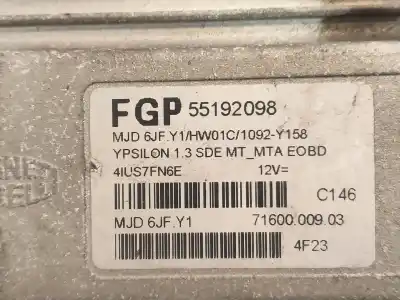 FGP 55192098
MJD 6JF.Y1/HW01C/1092-Y158
YPSILON 1.3 SDE MT_MTA EOBD
4IUS7FN6E 12V=
C146
MJD 6JF.Y1 71600.009.03
4F23